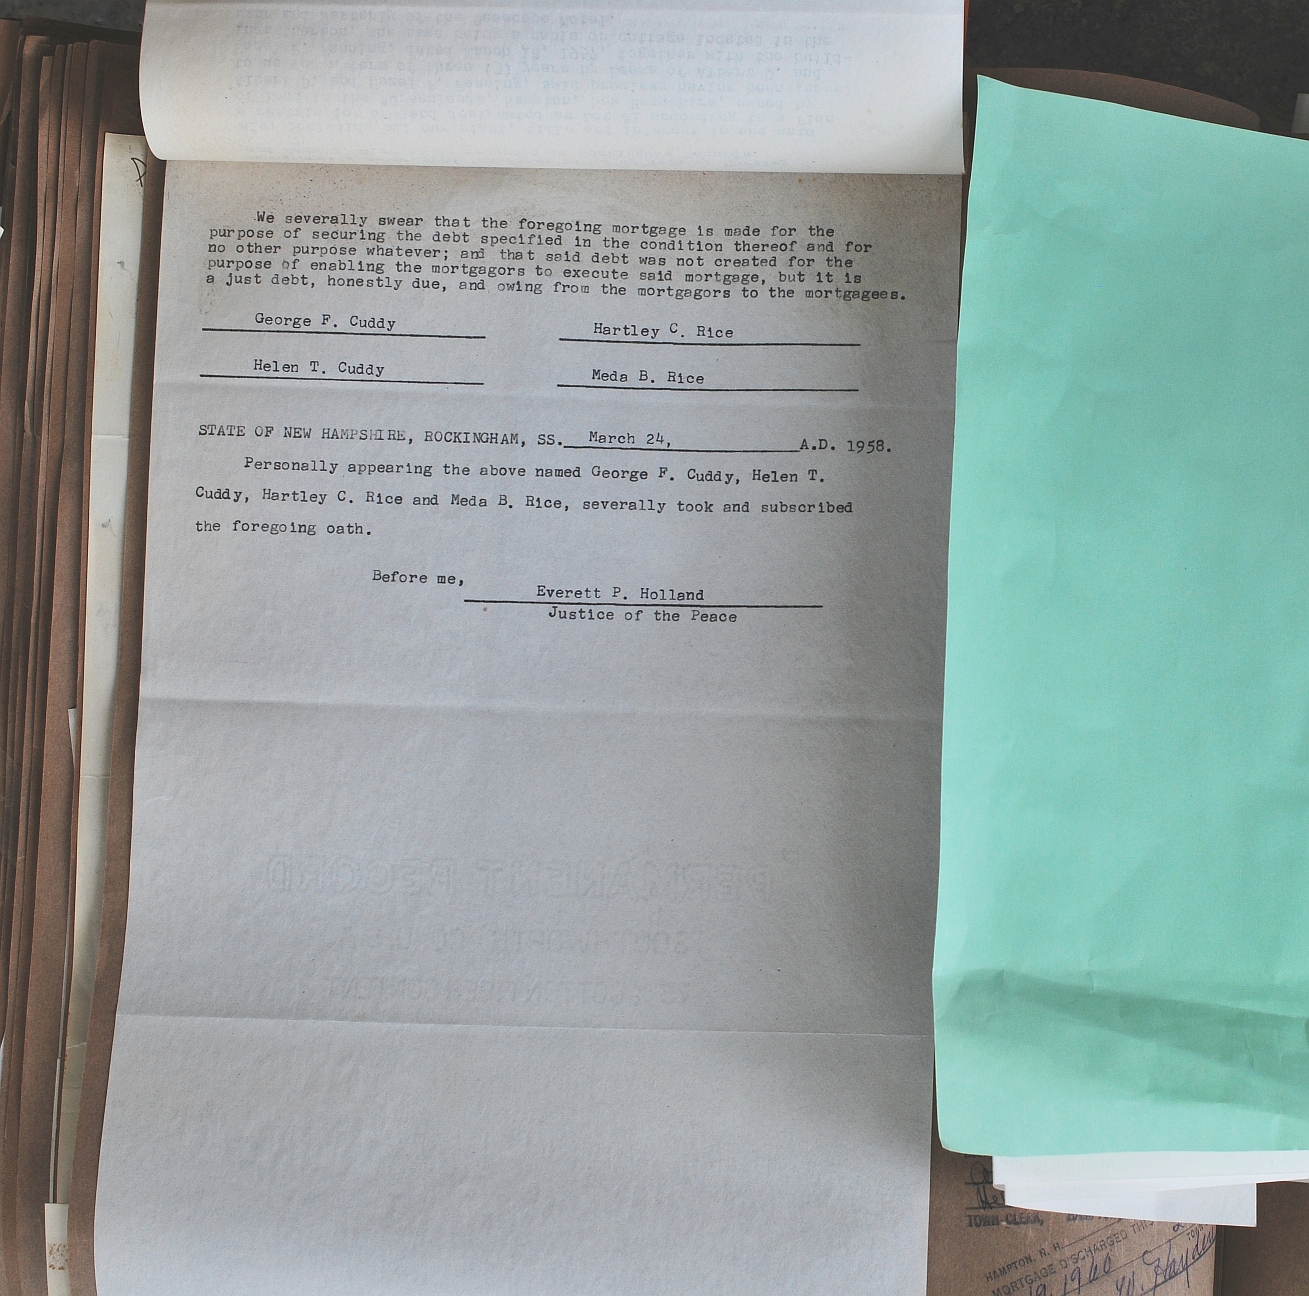 We severally swear that the foregoing mortgage is made for the
purpose of securing the debt specified in the condition thereof and for
no other purpose whatever; and that said debt was not created for the
purpose of enabling the mortgagors to execute said mortgage, but it is
a just debt, honestly due, and owing from the mortgagors to the mortgagees.
George F. Cuddy Hartley C. Rice
Helen T. Cuddy Meda B. Rice
STATE OF NEW HAMPSHIRE, ROCKINGHAM, SS. March 24, A.D. 1958.
Personally appearing the above named George F. Cuddy, Helen T.
Cuddy, Hartley C. Rice and Meda B. Rice, severally took and subscribed
the foregoing oath.
Before me,
Everett P. Holland
Justice of the Peace
PERMANENT RECORD
TOWN CLERK,
HAMPTON, N. H.
MORTGAGE DISCHARGED THIS
19, 1960